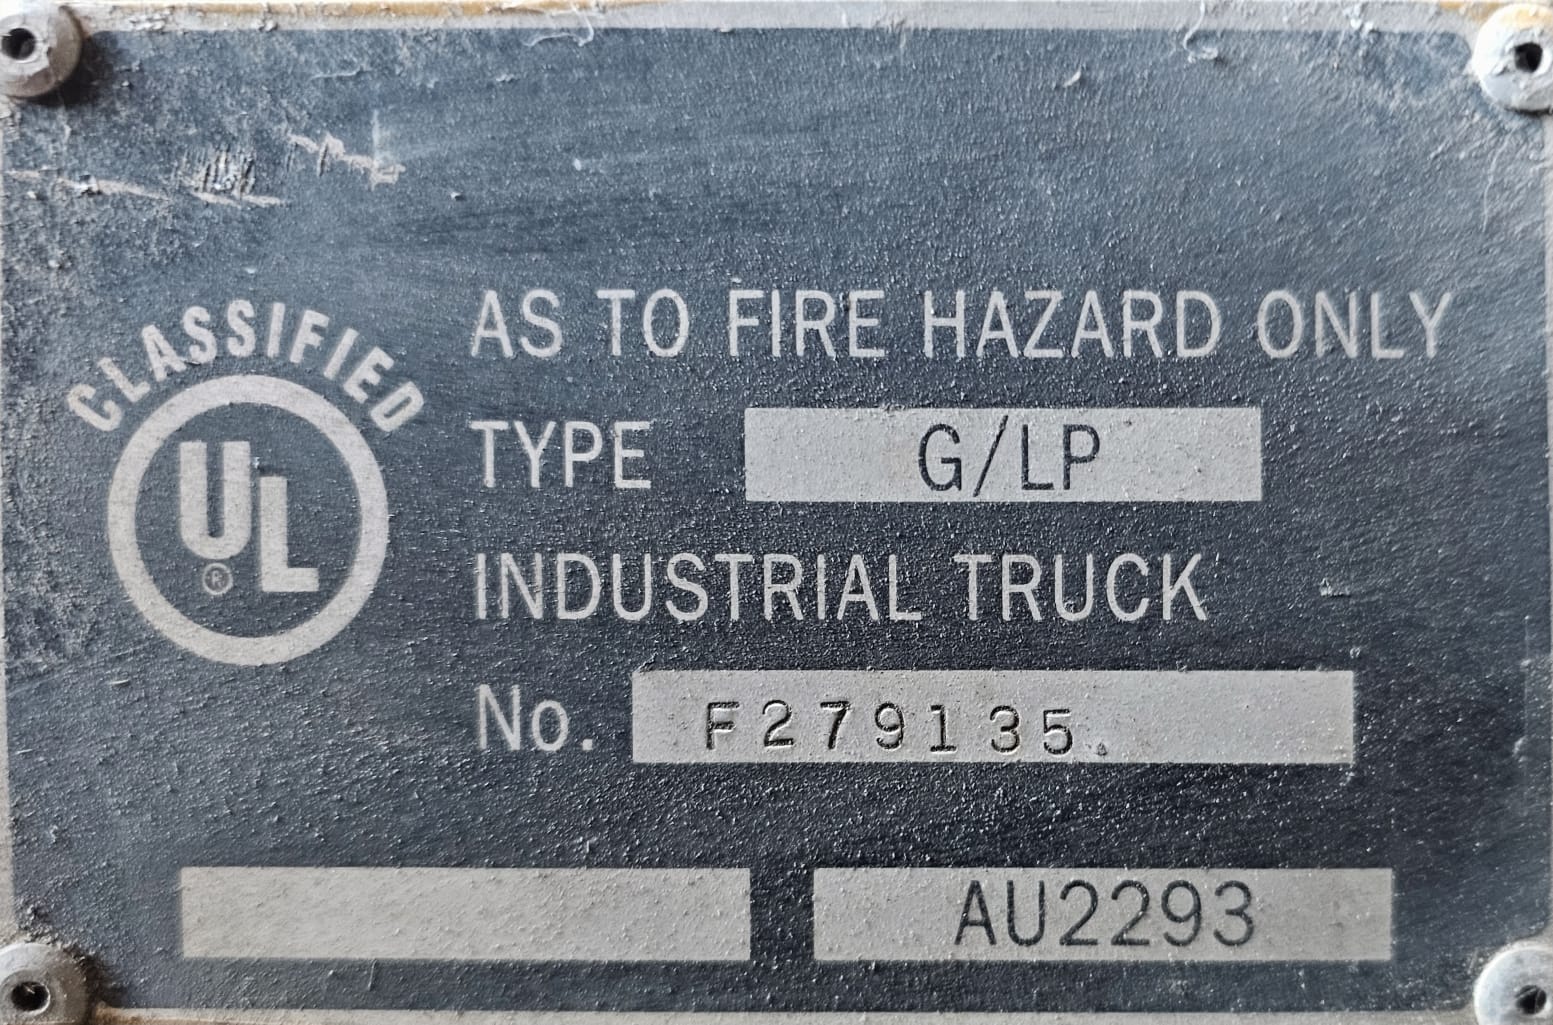 CLASSIFIED
UL
®
AS TO FIRE HAZARD ONLY
TYPE G/LP
INDUSTRIAL TRUCK
No. F279135
AU2293